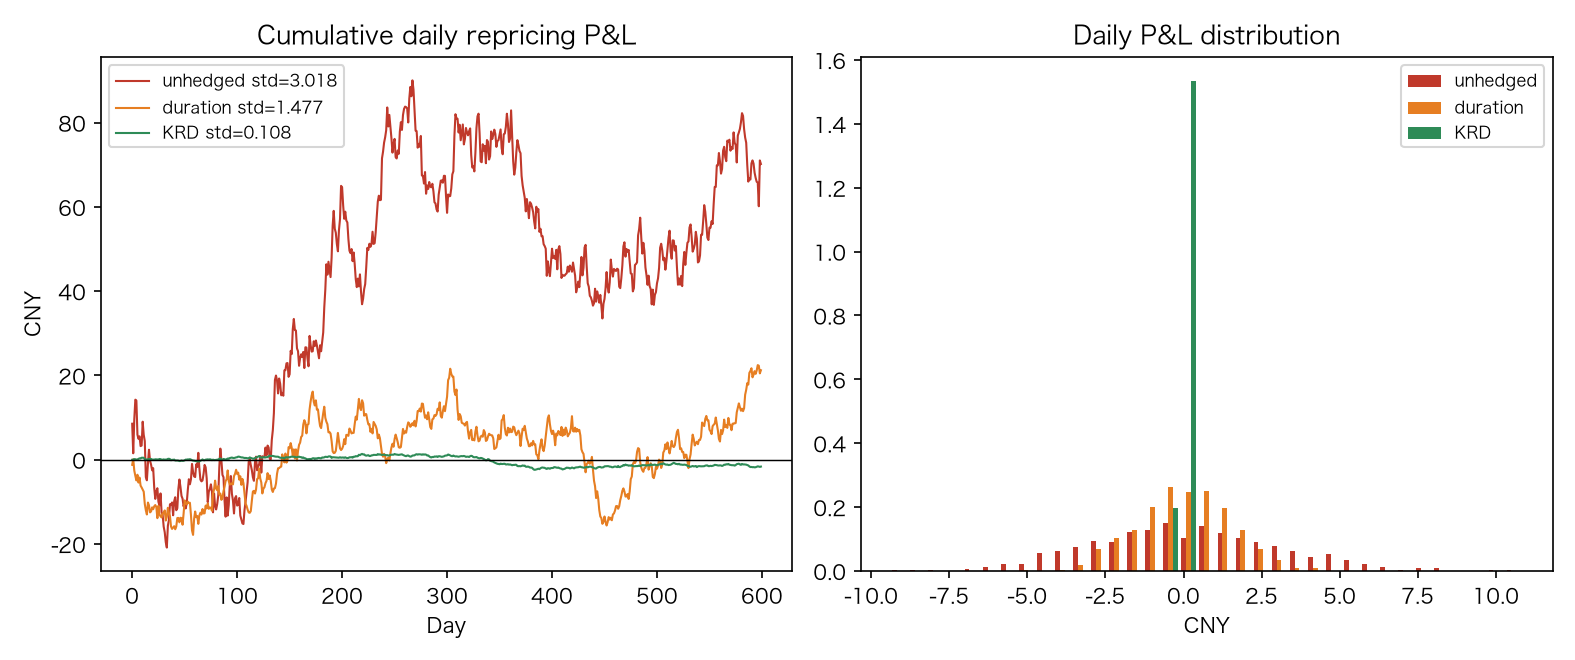 Cumulative daily repricing P&L
unhedged std=3.018
duration std=1.477
KRD std=0.108
CNY
80
60
40
20
0
-20
0 100 200 300 400 500 600
Day
Daily P&L distribution
unhedged
duration
KRD
1.6
1.4
1.2
1.0
0.8
0.6
0.4
0.2
0.0
-10.0 -7.5 -5.0 -2.5 0.0 2.5 5.0 7.5 10.0
CNY